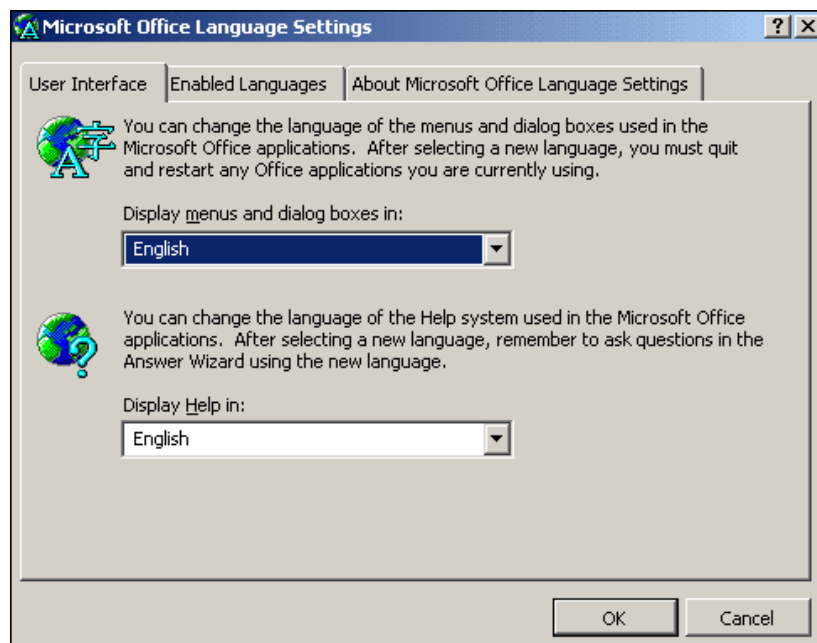 Microsoft Office Language Settings
User Interface
Enabled Languages
About Microsoft Office Language Settings
You can change the language of the menus and dialog boxes used in the
Microsoft Office applications. After selecting a new language, you must quit
and restart any Office applications you are currently using.
Display menus and dialog boxes in:
English
You can change the language of the Help system used in the Microsoft Office
applications. After selecting a new language, remember to ask questions in the
Answer Wizard using the new language.
Display Help in:
English
OK
Cancel